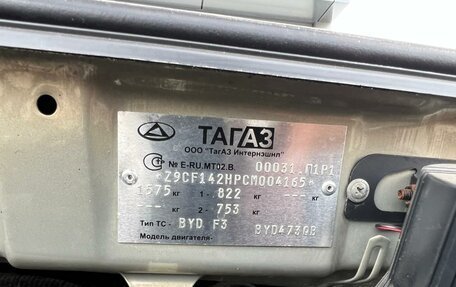 ТАГАЗ
ООО "ТагАЗ Интернэшнл"
№ E-RU.MT02.B. 00031.П1Р1
*Z9CF142HPCM004165*
1575 кг 1-.822 кг --- кг
--- кг 2- 753 кг
Тип ТС - BYD F3 BYD473QB
Модель двигателя-